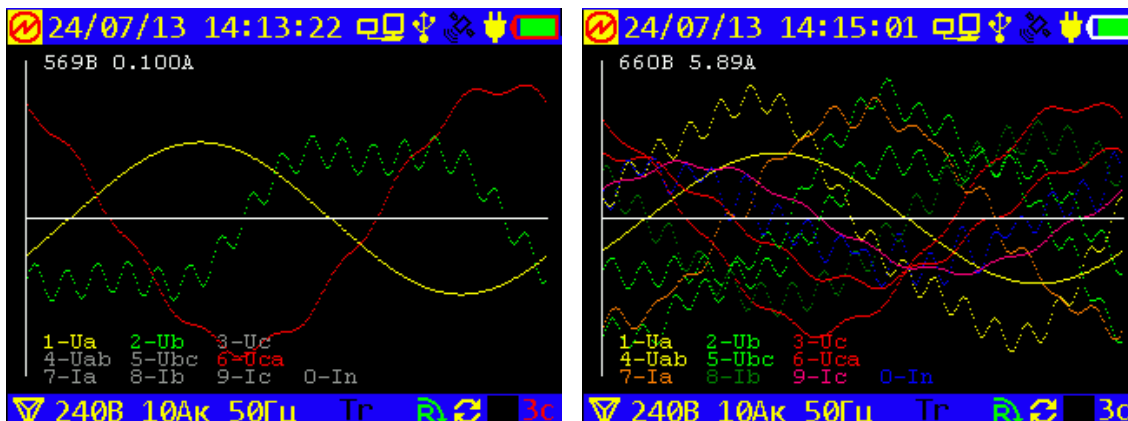 24/07/13 14:13:22
569В 0.100А
1-Ua 2-Ub 3-Uc
4-Uab 5-Ubc 6-Uca
7-Ia 8-Ib 9-Ic 0-In
240В 10Ак 50Гц Tr R 3с
24/07/13 14:15:01
660В 5.89А
1-Ua 2-Ub 3-Uc
4-Uab 5-Ubc 6-Uca
7-Ia 8-Ib 9-Ic 0-In
240В 10Ак 50Гц Tr R 3с